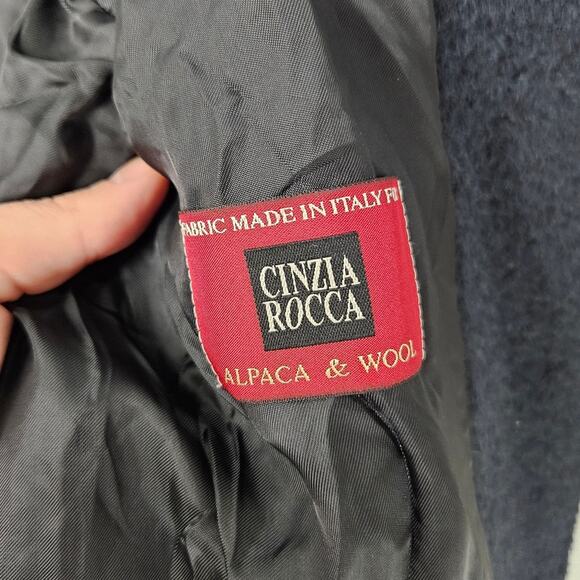 FABRIC MADE IN ITALY
CINZIA
ROCCA
ALPACA & WOOL